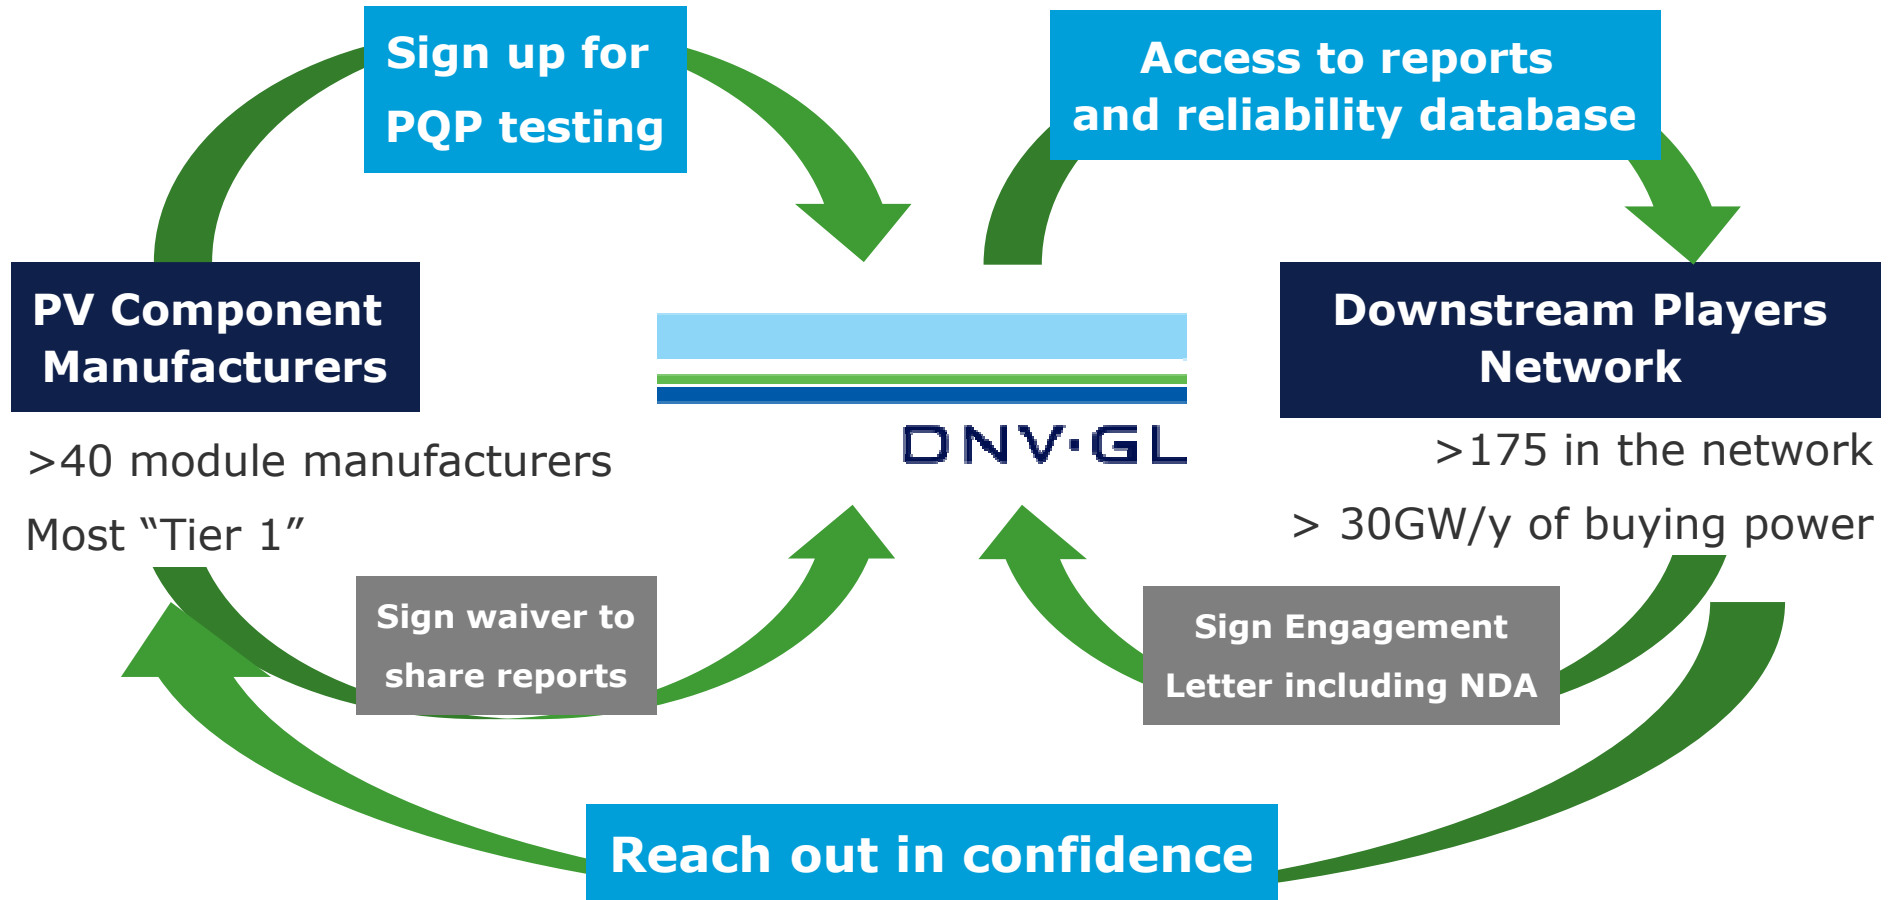 Sign up for
PQP testing
Access to reports
and reliability database
PV Component
Manufacturers
DNV·GL
Downstream Players
Network
>40 module manufacturers
Most “Tier 1”
>175 in the network
> 30GW/y of buying power
Sign waiver to
share reports
Sign Engagement
Letter including NDA
Reach out in confidence